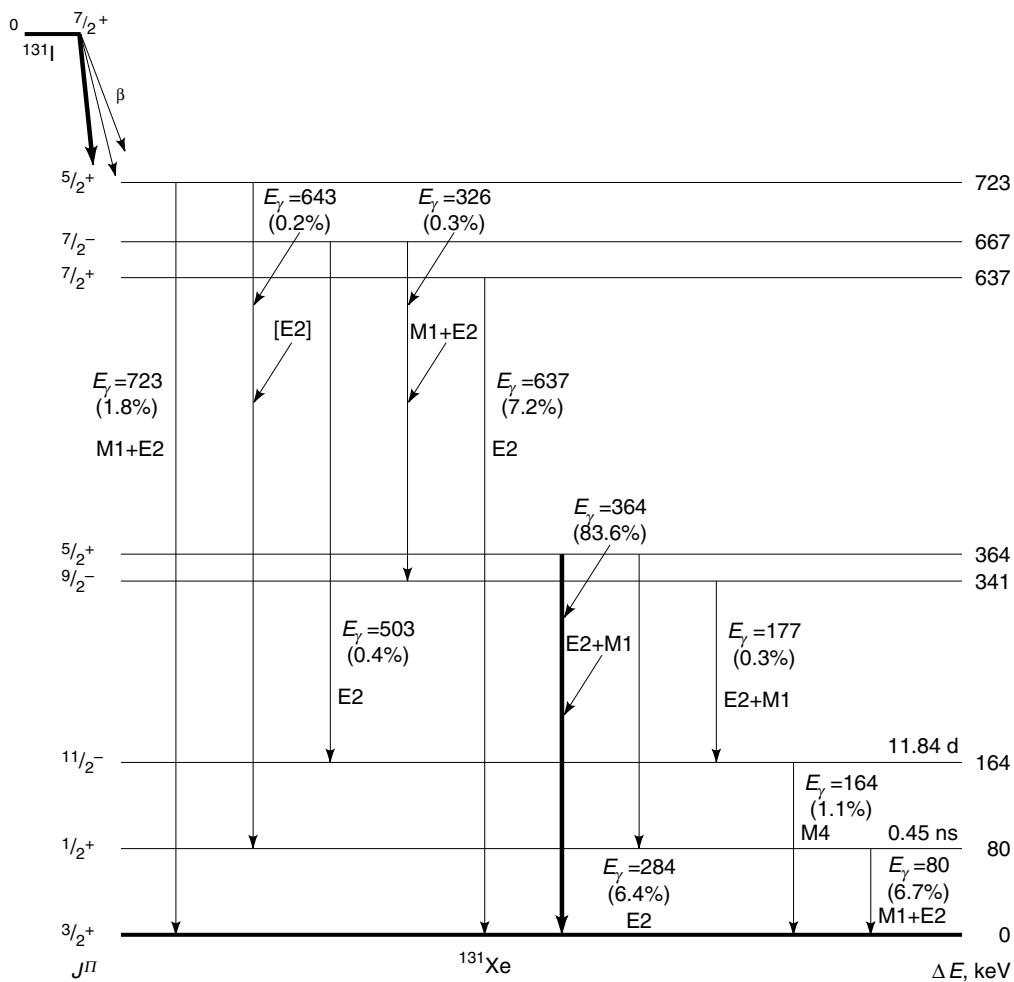 0
7/2+
131I
β
5/2+
723
Eγ=643
(0.2%)
Eγ=326
(0.3%)
7/2−
667
7/2+
637
[E2]
M1+E2
Eγ=723
(1.8%)
M1+E2
Eγ=637
(7.2%)
E2
Eγ=364
(83.6%)
5/2+
364
9/2−
341
Eγ=503
(0.4%)
E2
E2+M1
Eγ=177
(0.3%)
E2+M1
11/2−
11.84 d
164
Eγ=164
(1.1%)
M4
1/2+
0.45 ns
80
Eγ=284
(6.4%)
E2
Eγ=80
(6.7%)
M1+E2
3/2+
0
131Xe
JΠ
ΔE, keV